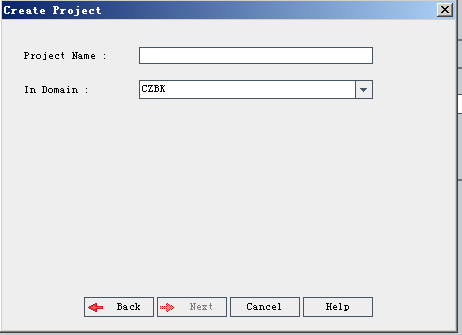 Create Project
Project Name :
In Domain :
CZBK
Back
Next
Cancel
Help